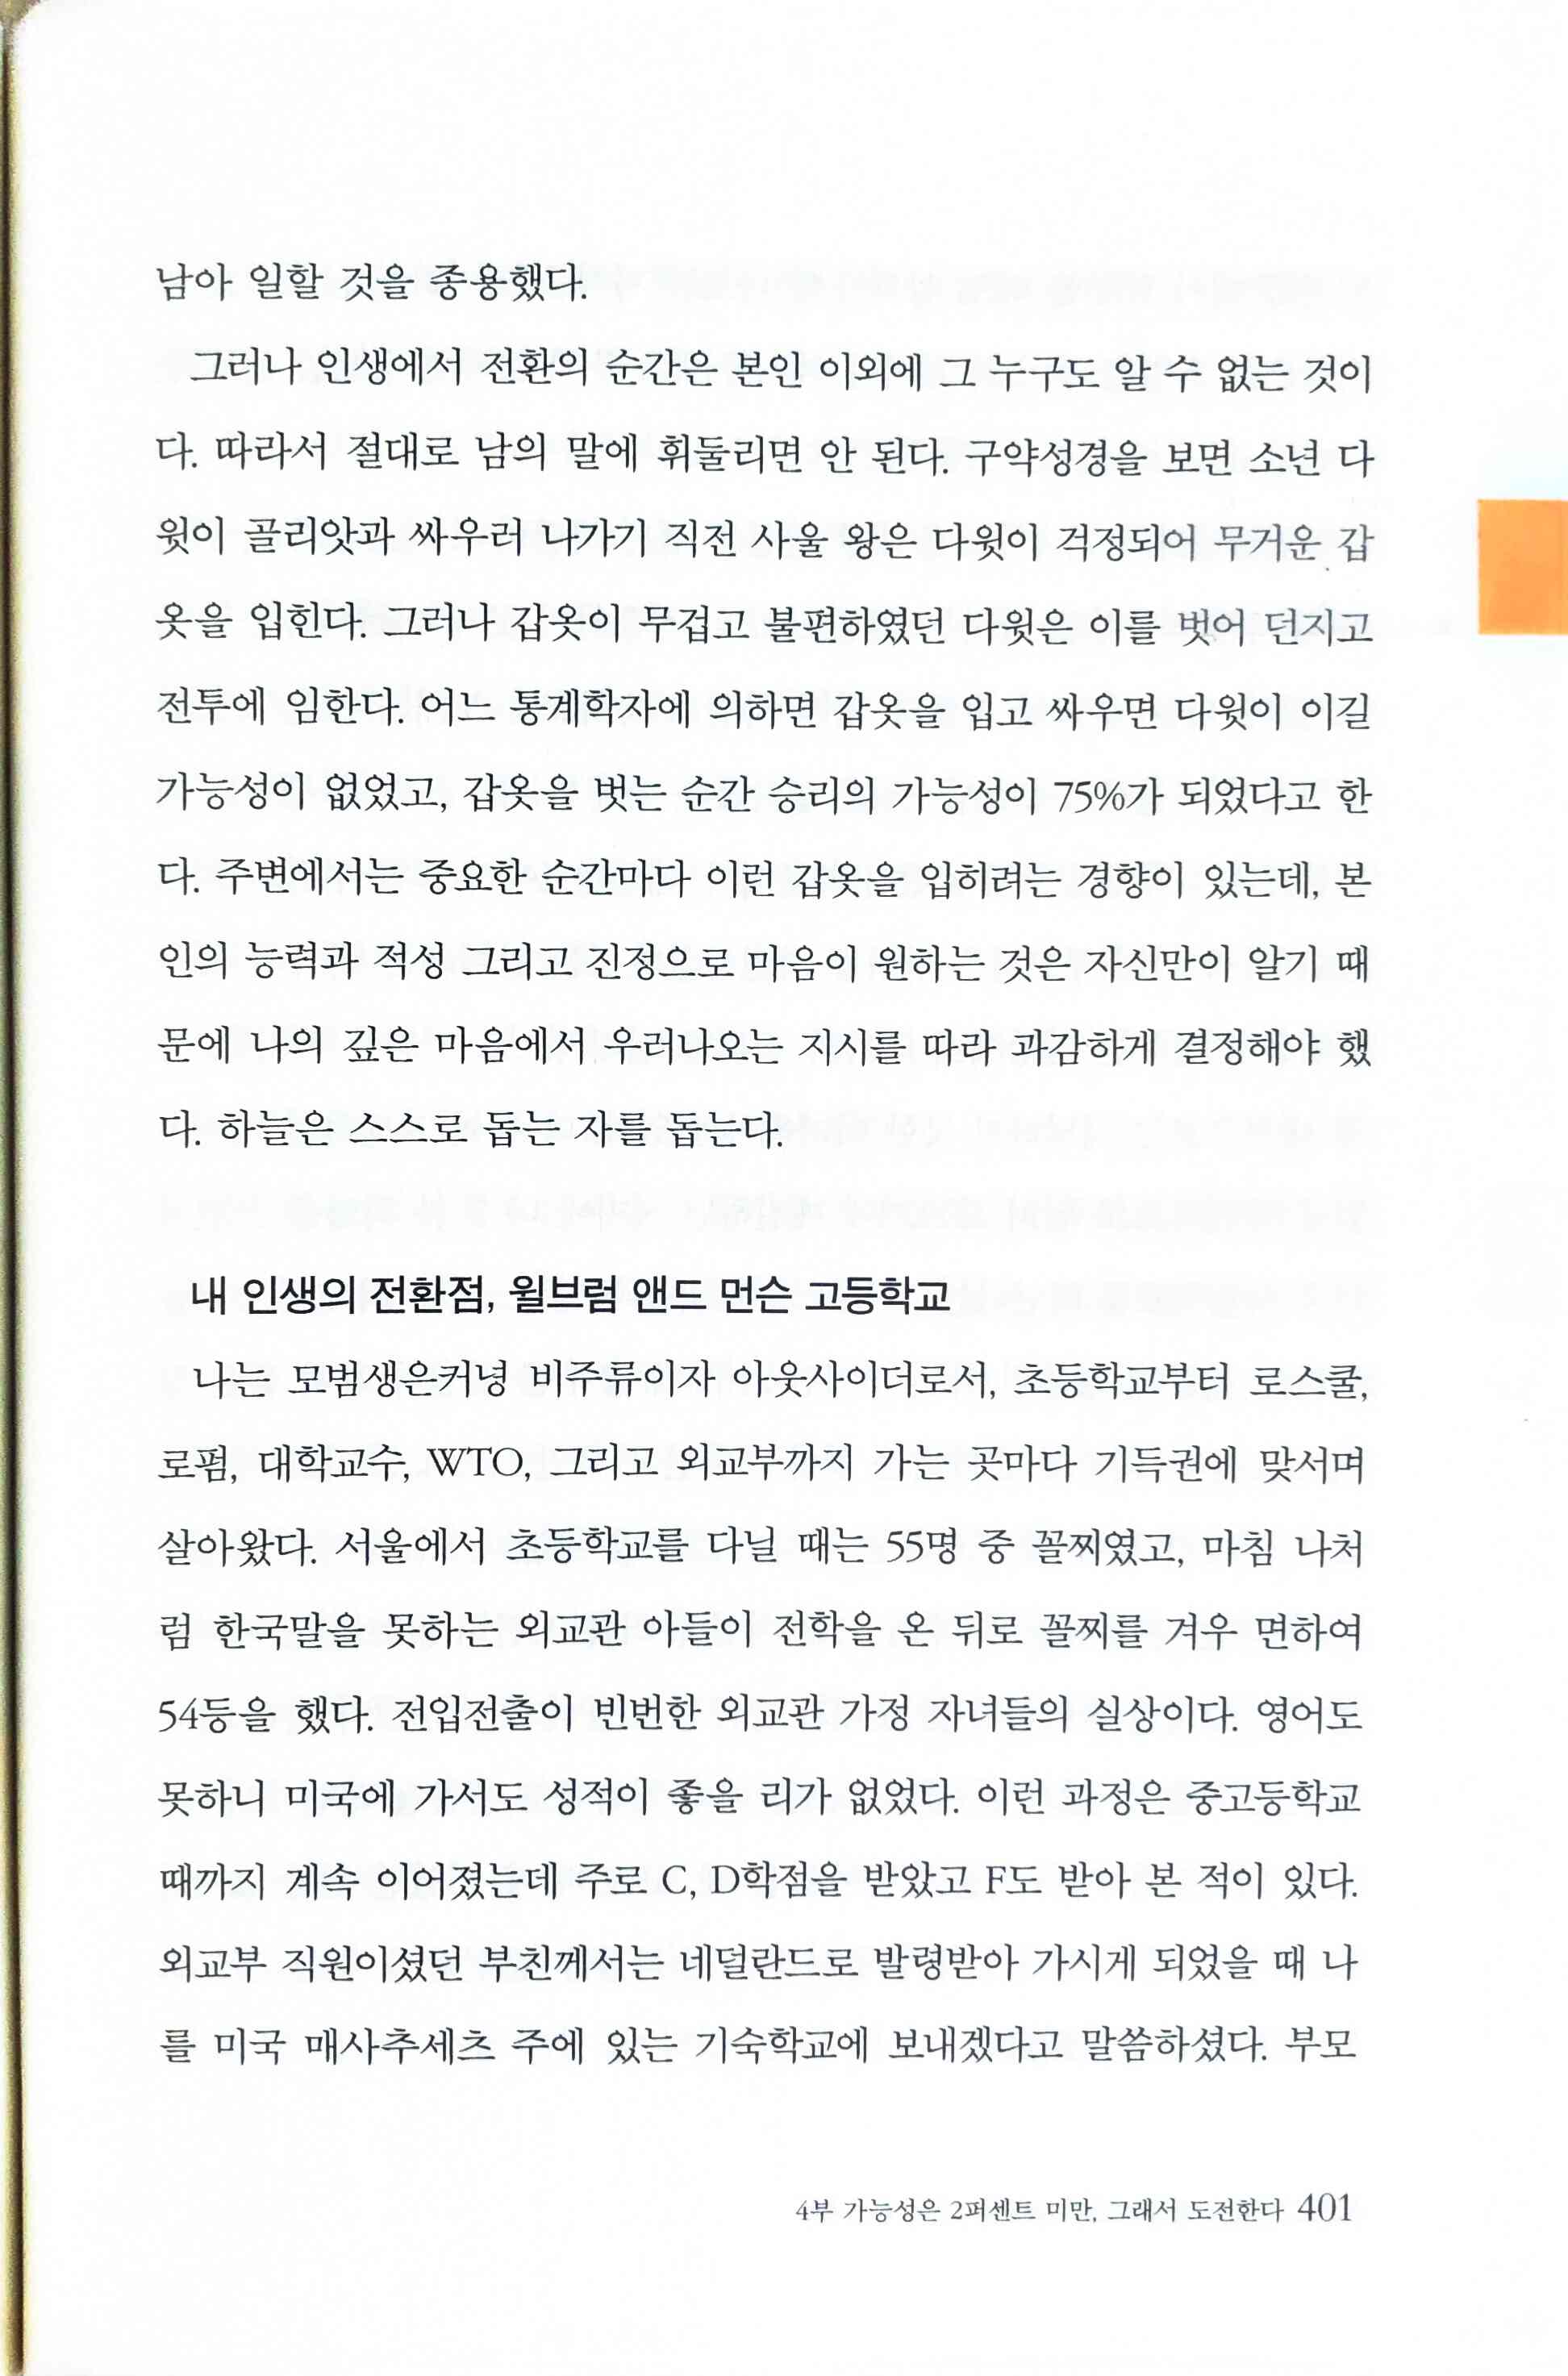 남아 일할 것을 종용했다.
그러나 인생에서 전환의 순간은 본인 이외에 그 누구도 알 수 없는 것이
다. 따라서 절대로 남의 말에 휘둘리면 안 된다. 구약성경을 보면 소년 다
윗이 골리앗과 싸우러 나가기 직전 사울 왕은 다윗이 걱정되어 무거운 갑
옷을 입힌다. 그러나 갑옷이 무겁고 불편하였던 다윗은 이를 벗어 던지고
전투에 임한다. 어느 통계학자에 의하면 갑옷을 입고 싸우면 다윗이 이길
가능성이 없었고, 갑옷을 벗는 순간 승리의 가능성이 75%가 되었다고 한
다. 주변에서는 중요한 순간마다 이런 갑옷을 입히려는 경향이 있는데, 본
인의 능력과 적성 그리고 진정으로 마음이 원하는 것은 자신만이 알기 때
문에 나의 깊은 마음에서 우러나오는 지시를 따라 과감하게 결정해야 했
다. 하늘은 스스로 돕는 자를 돕는다.
내 인생의 전환점, 윌브럼 앤드 먼슨 고등학교
나는 모범생은커녕 비주류이자 아웃사이더로서, 초등학교부터 로스쿨,
로펌, 대학교수, WTO, 그리고 외교부까지 가는 곳마다 기득권에 맞서며
살아왔다. 서울에서 초등학교를 다닐 때는 55명 중 꼴찌였고, 마침 나처
럼 한국말을 못하는 외교관 아들이 전학을 온 뒤로 꼴찌를 겨우 면하여
54등을 했다. 전입전출이 빈번한 외교관 가정 자녀들의 실상이다. 영어도
못하니 미국에 가서도 성적이 좋을 리가 없었다. 이런 과정은 중고등학교
때까지 계속 이어졌는데 주로 C, D학점을 받았고 F도 받아 본 적이 있다.
외교부 직원이셨던 부친께서는 네덜란드로 발령받아 가시게 되었을 때 나
를 미국 매사추세츠 주에 있는 기숙학교에 보내겠다고 말씀하셨다. 부모
4부 가능성은 2퍼센트 미만, 그래서 도전한다 401